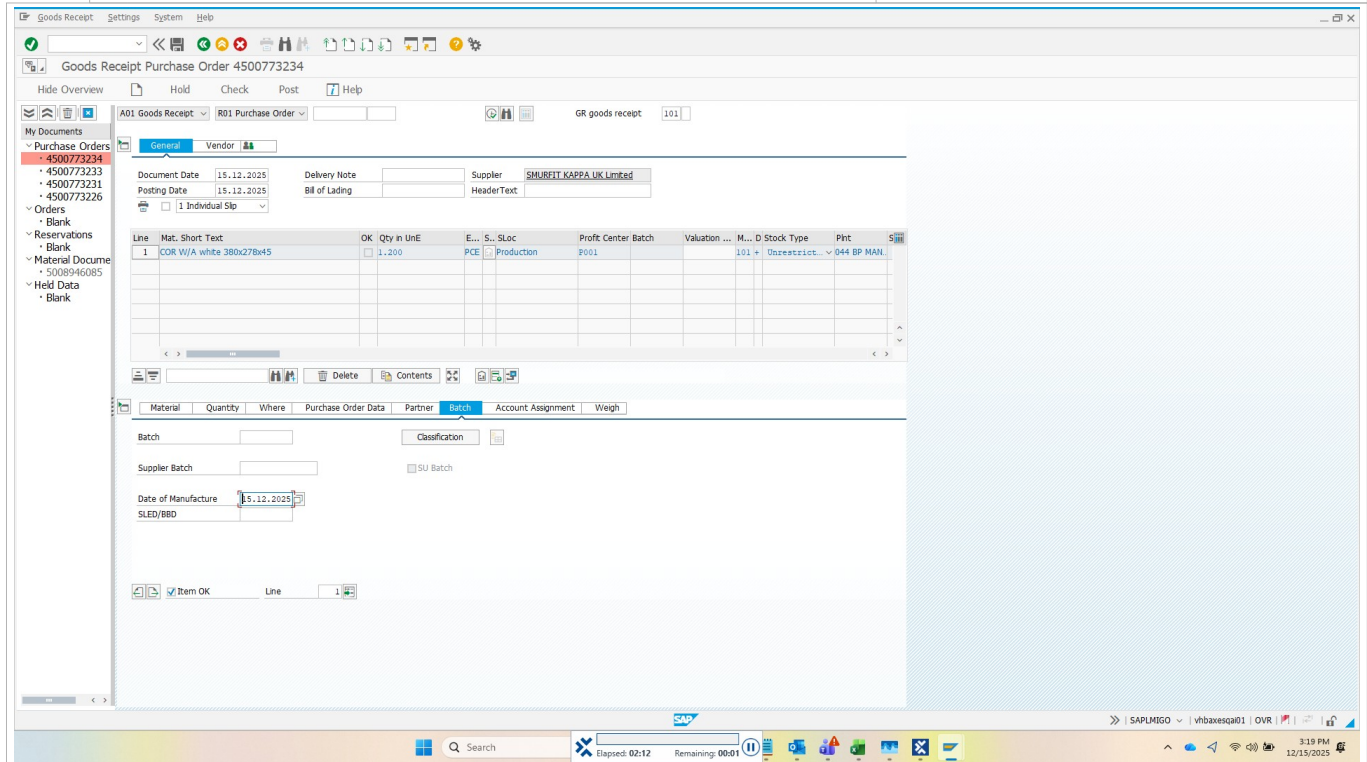 Goods Receipt Settings System Help
Goods Receipt Purchase Order 4500773234
Hide Overview Hold Check Post Help
A01 Goods Receipt R01 Purchase Order GR goods receipt 101
My Documents
Purchase Orders
4500773234
4500773233
4500773231
4500773226
Orders
Blank
Reservations
Blank
Material Docume
5008946085
Held Data
Blank
General Vendor
Document Date 15.12.2025 Delivery Note Supplier SMURFIT KAPPA UK Limited
Posting Date 15.12.2025 Bill of Lading HeaderText
1 Individual Slip
Line Mat. Short Text OK Qty in UnE E... S.. SLoc Profit Center Batch Valuation ... M... D Stock Type Plnt S
1 COR W/A white 380x278x45 1.200 PCE Production P001 101 + Unrestrict... 044 BP MAN..
Delete Contents
Material Quantity Where Purchase Order Data Partner Batch Account Assignment Weigh
Batch Classification
Supplier Batch SU Batch
Date of Manufacture 15.12.2025
SLED/BBD
Item OK Line 1
SAP
SAPLMIGO vhbaxesqai01 OVR
Search Elapsed: 02:12 Remaining: 00:01
3:19 PM
12/15/2025